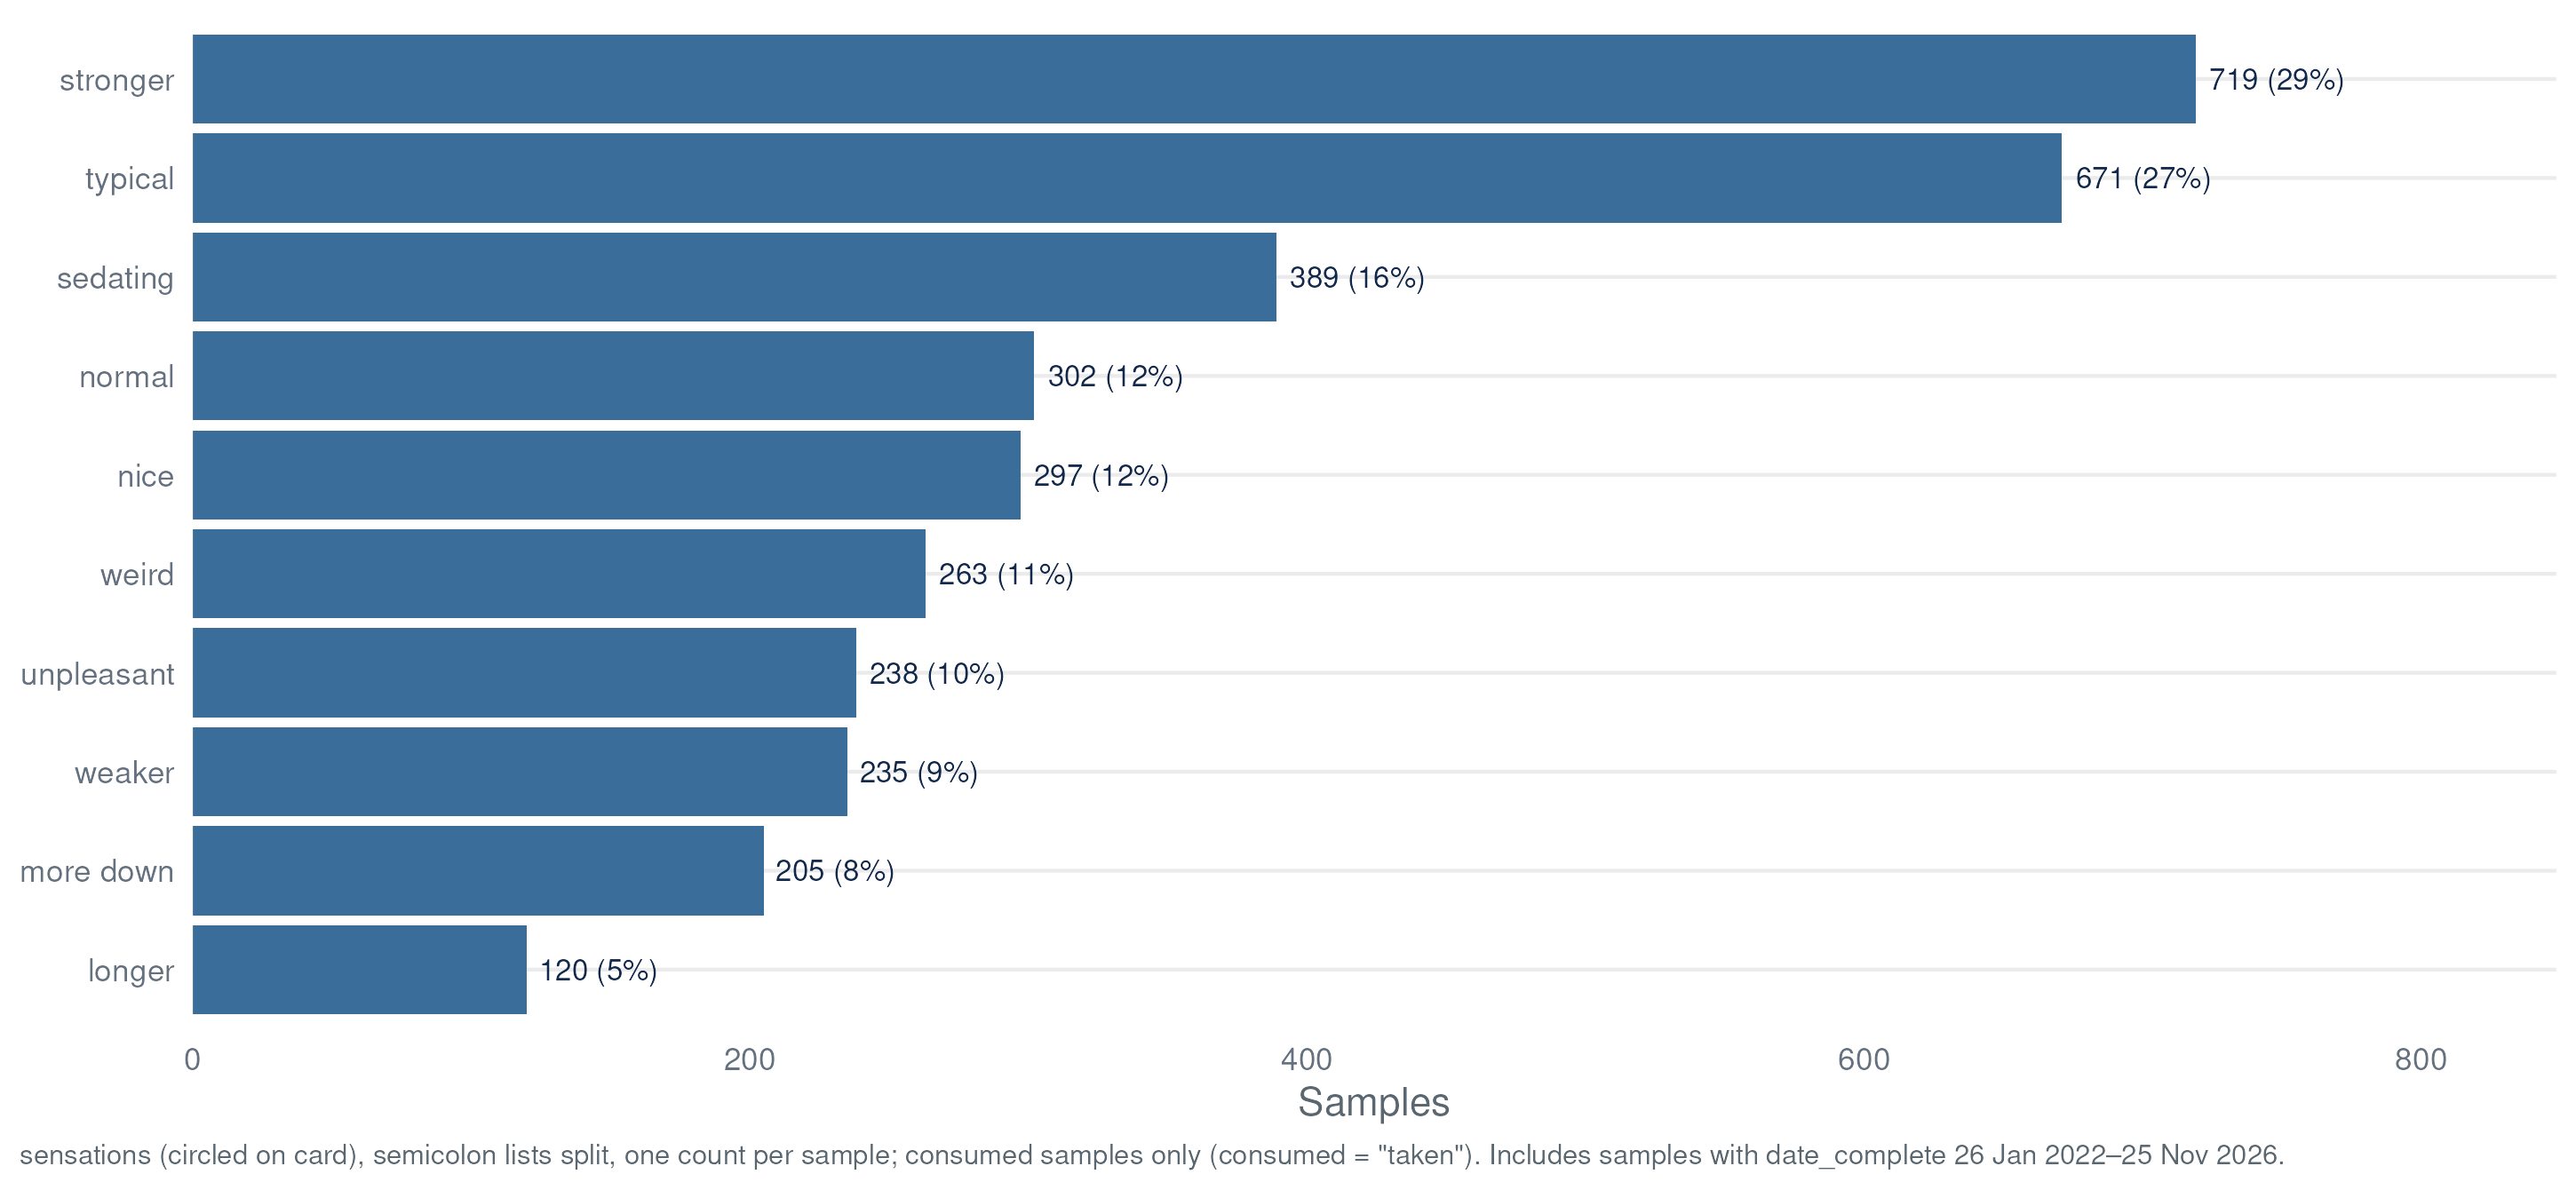 stronger 719 (29%)
typical 671 (27%)
sedating 389 (16%)
normal 302 (12%)
nice 297 (12%)
weird 263 (11%)
unpleasant 238 (10%)
weaker 235 (9%)
more down 205 (8%)
longer 120 (5%)
0 200 400 600 800
Samples
sensations (circled on card), semicolon lists split, one count per sample; consumed samples only (consumed = "taken"). Includes samples with date_complete 26 Jan 2022–25 Nov 2026.